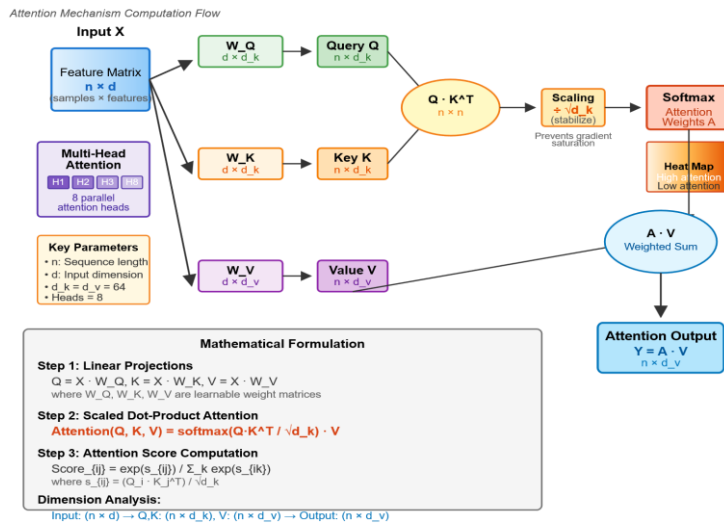 Attention Mechanism Computation Flow
Input X
Feature Matrix
n × d
(samples × features)
W_Q
d × d_k
Query Q
n × d_k
W_K
d × d_k
Key K
n × d_k
W_V
d × d_v
Value V
n × d_v
Q · K^T
n × n
Scaling
÷ √d_k
(stabilize)
Prevents gradient
saturation
Softmax
Attention
Weights A
Heat Map
High attention
Low attention
A · V
Weighted Sum
Attention Output
Y = A · V
n × d_v
Multi-Head
Attention
H1 H2 H3 H8
8 parallel
attention heads
Key Parameters
• n: Sequence length
• d: Input dimension
• d_k = d_v = 64
• Heads = 8
Mathematical Formulation
Step 1: Linear Projections
Q = X · W_Q, K = X · W_K, V = X · W_V
where W_Q, W_K, W_V are learnable weight matrices
Step 2: Scaled Dot-Product Attention
Attention(Q, K, V) = softmax(Q·K^T / √d_k) · V
Step 3: Attention Score Computation
Score_{ij} = exp(s_{ij}) / Σ_k exp(s_{ik})
where s_{ij} = (Q_i · K_j^T) / √d_k
Dimension Analysis:
Input: (n × d) → Q,K: (n × d_k), V: (n × d_v) → Output: (n × d_v)